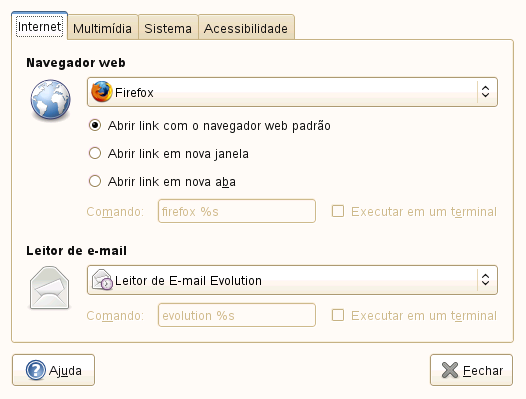 Internet Multimídia Sistema Acessibilidade
Navegador web
Firefox
Abrir link com o navegador web padrão
Abrir link em nova janela
Abrir link em nova aba
Comando: firefox %s Executar em um terminal
Leitor de e-mail
Leitor de E-mail Evolution
Comando: evolution %s Executar em um terminal
Ajuda Fechar